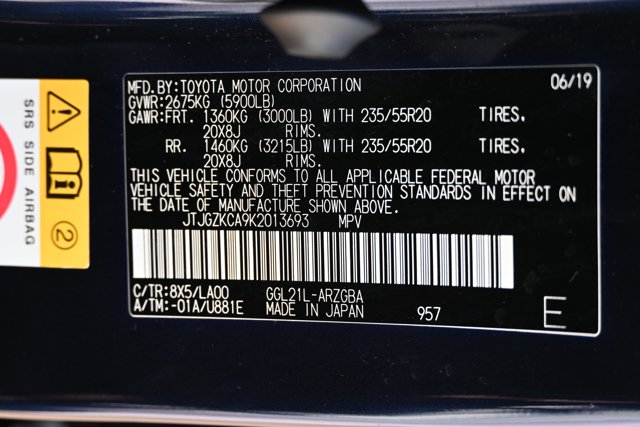 MFD.BY:TOYOTA MOTOR CORPORATION 06/19
GVWR:2675KG (5900LB)
GAWR:FRT. 1360KG (3000LB) WITH 235/55R20 TIRES.
20X8J RIMS.
RR. 1460KG (3215LB) WITH 235/55R20 TIRES.
20X8J RIMS.
THIS VEHICLE CONFORMS TO ALL APPLICABLE FEDERAL MOTOR
VEHICLE SAFETY AND THEFT PREVENTION STANDARDS IN EFFECT ON
THE DATE OF MANUFACTURE SHOWN ABOVE.
JTJGZKCA9K2013693 MPV
C/TR:8X5/LA00 GGL21L-ARZGBA
A/TM:-01A/U881E MADE IN JAPAN 957 E
SRS SIDE AIRBAG
2